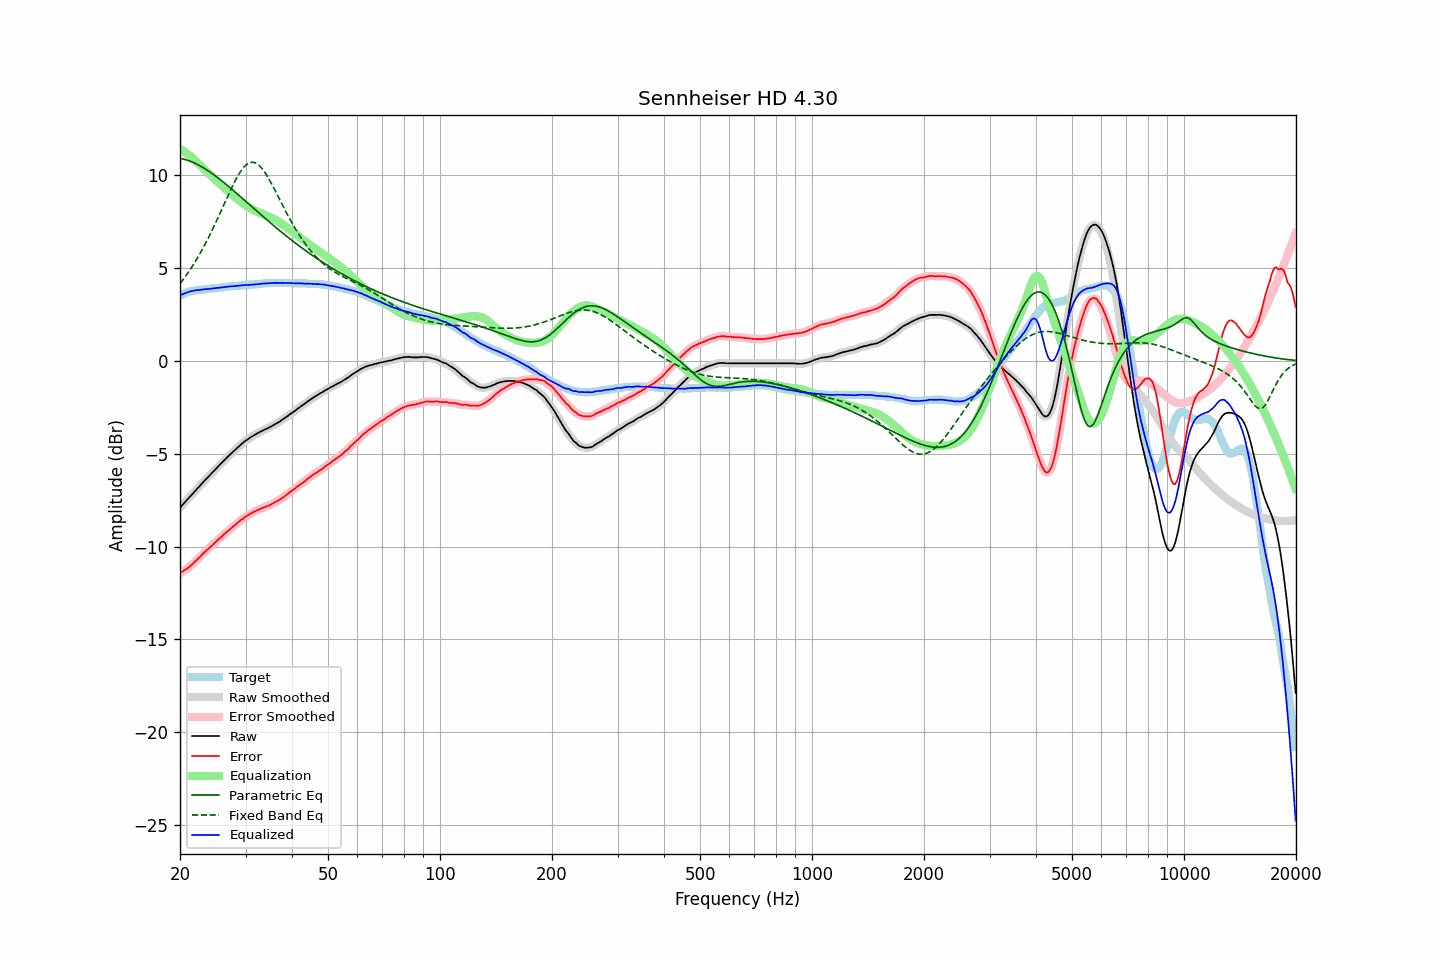 Sennheiser HD 4.30
Amplitude (dBr)
10
5
0
−5
−10
−15
−20
−25
Target
Raw Smoothed
Error Smoothed
Raw
Error
Equalization
Parametric Eq
Fixed Band Eq
Equalized
20 50 100 200 500 1000 2000 5000 10000 20000
Frequency (Hz)